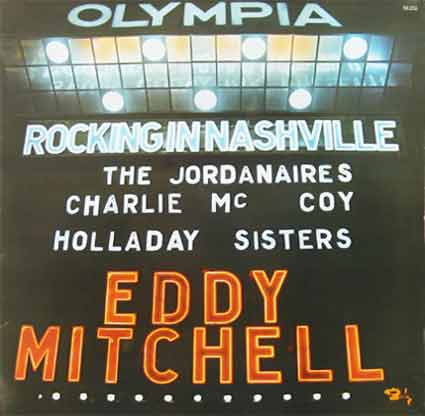 OLYMPIA
ROCKING IN NASHVILLE
THE JORDANAIRES
CHARLIE Mc COY
HOLLADAY SISTERS
EDDY
MITCHELL